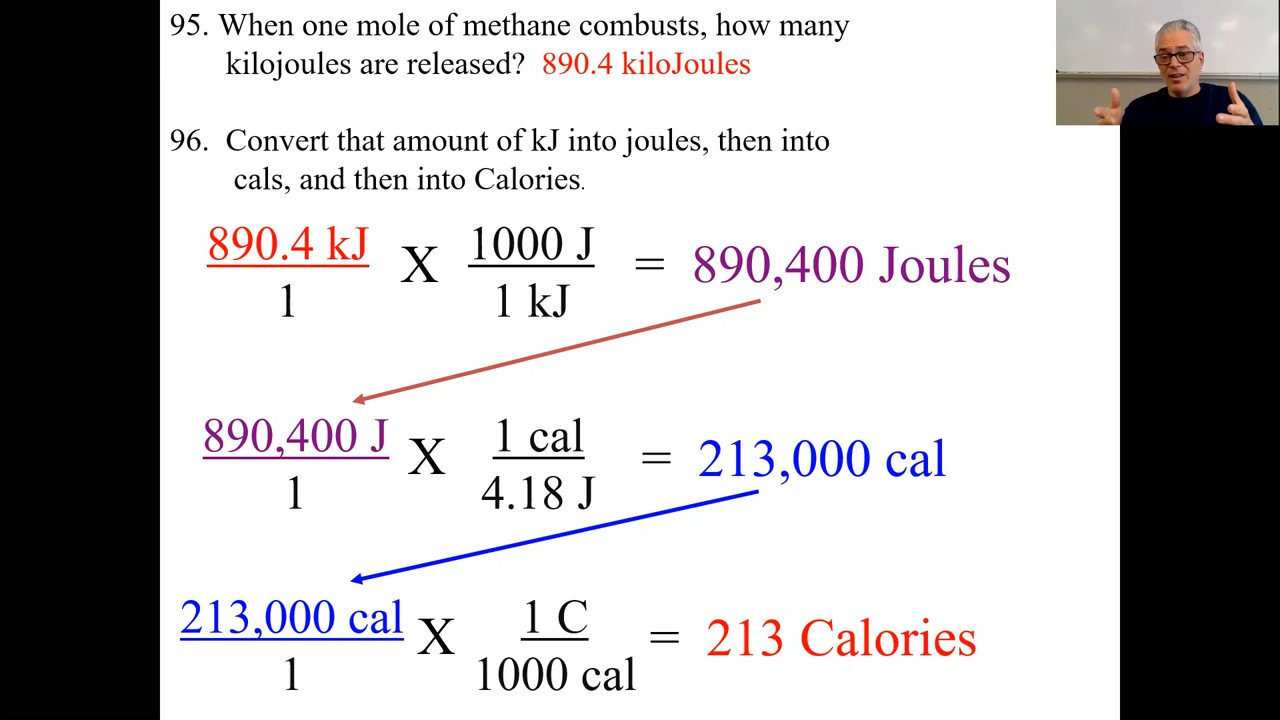 95. When one mole of methane combusts, how many
kilojoules are released? 890.4 kiloJoules
96. Convert that amount of kJ into joules, then into
cals, and then into Calories.
890.4 kJ X 1000 J = 890,400 Joules
1 1 kJ
890,400 J X 1 cal = 213,000 cal
1 4.18 J
213,000 cal X 1 C = 213 Calories
1 1000 cal